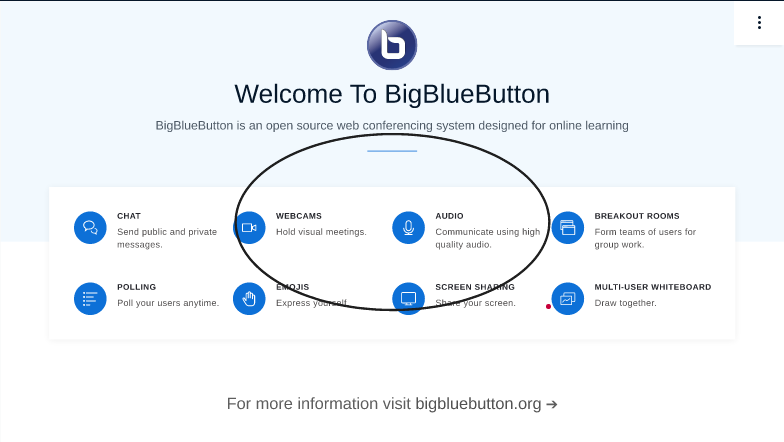 Welcome To BigBlueButton
BigBlueButton is an open source web conferencing system designed for online learning
CHAT
Send public and private
messages.
WEBCAMS
Hold visual meetings.
AUDIO
Communicate using high
quality audio.
BREAKOUT ROOMS
Form teams of users for
group work.
POLLING
Poll your users anytime.
EMOJIS
Express yourself.
SCREEN SHARING
Share your screen.
MULTI-USER WHITEBOARD
Draw together.
For more information visit bigbluebutton.org →